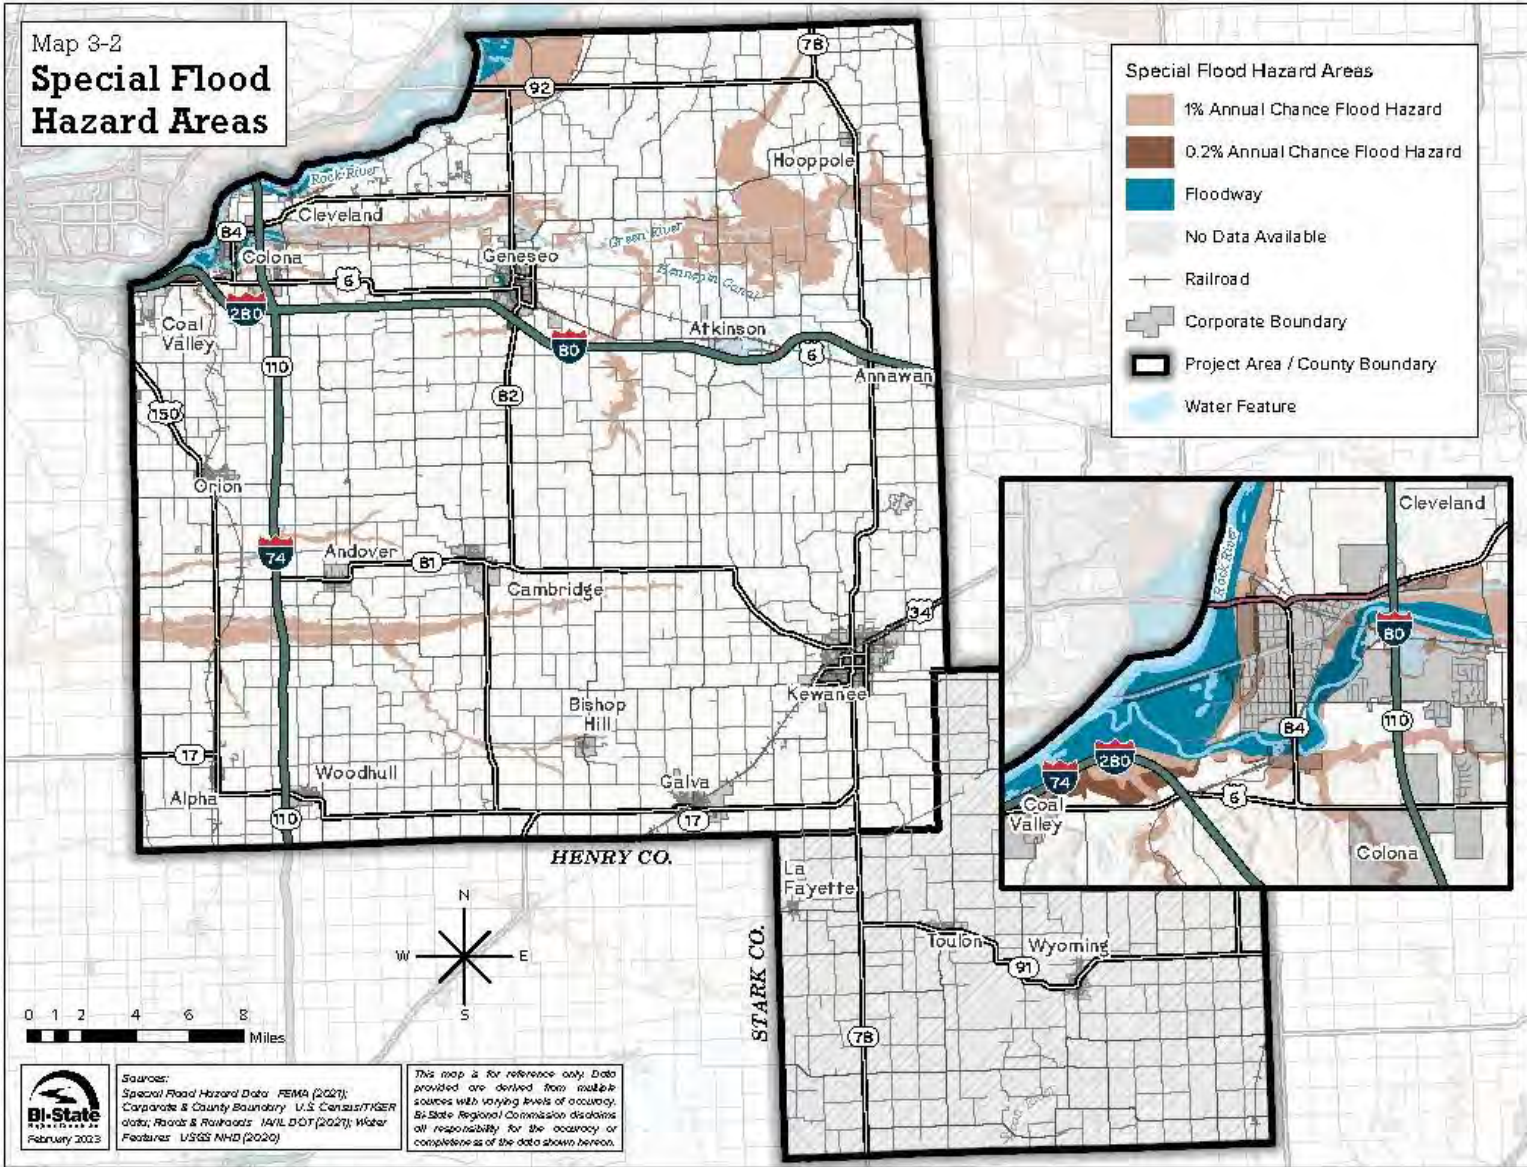 Map 3-2
Special Flood
Hazard Areas
Special Flood Hazard Areas
1% Annual Chance Flood Hazard
0.2% Annual Chance Flood Hazard
Floodway
No Data Available
Railroad
Corporate Boundary
Project Area / County Boundary
Water Feature
78
92
Hooppole
Rock River
Cleveland
84
Colona
Green River
Geneseo
Hennepin Canal
6
280
Coal
Valley
Atkinson
80
6
110
Annawan
82
150
Orion
74
Andover
81
Cambridge
34
Kewanee
Bishop
Hill
17
Woodhull
Galva
Alpha
110
17
HENRY CO.
Cleveland
Rock River
80
84
110
280
74
6
Coal
Valley
Colona
La
Fayette
Toulon
Wyoming
91
STARK CO.
78
N
W
E
S
0 1 2 4 6 8
Miles
Bi-State
February 2023
Sources:
Special Flood Hazard Data FEMA (2021);
Corporate & County Boundary U.S. Census/TIGER
data; Roads & Railroads IA/IL DOT (2021); Water
Features USGS NHD (2020)
This map is for reference only. Data
provided are derived from multiple
sources with varying levels of accuracy.
Bi-State Regional Commission disclaims
all responsibility for the accuracy or
completeness of the data shown hereon.